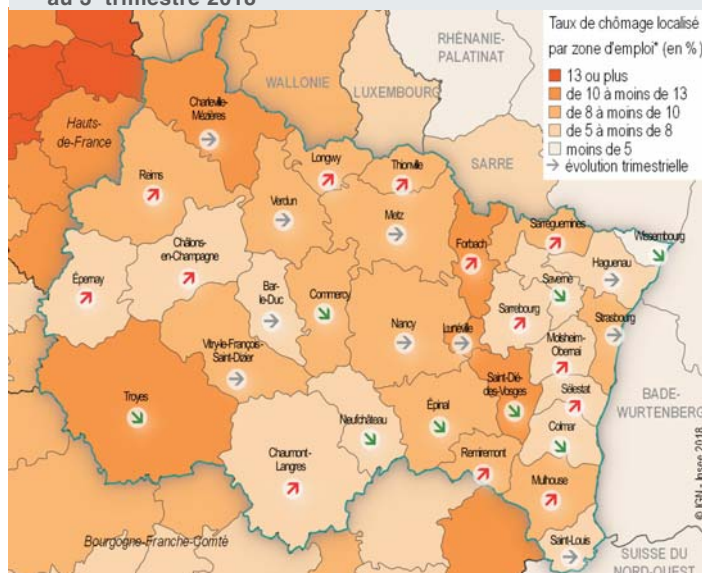 au 3e trimestre 2018
Taux de chômage localisé
par zone d'emploi* (en %)
13 ou plus
de 10 à moins de 13
de 8 à moins de 10
de 5 à moins de 8
moins de 5
évolution trimestrielle
RHÉNANIE-
PALATINAT
WALLONIE
LUXEMBOURG
SARRE
Hauts-
de-France
Charleville-
Mézières
Reims
Longwy
Thionville
Verdun
Metz
Forbach
Sarreguemines
Wissembourg
Haguenau
Châlons-
en-Champagne
Épernay
Bar-
le-Duc
Commercy
Saverne
Sarrebourg
Strasbourg
Nancy
Lunéville
Molsheim-
Obernai
Vitry-le-François-
Saint-Dizier
Troyes
Saint-Dié-
des-Vosges
Sélestat
BADE-
WURTENBERG
Neufchâteau
Épinal
Colmar
Chaumont-
Langres
Remiremont
Mulhouse
Saint-Louis
Bourgogne-Franche-Comté
SUISSE DU
NORD-OUEST
© IGN - Insee 2018